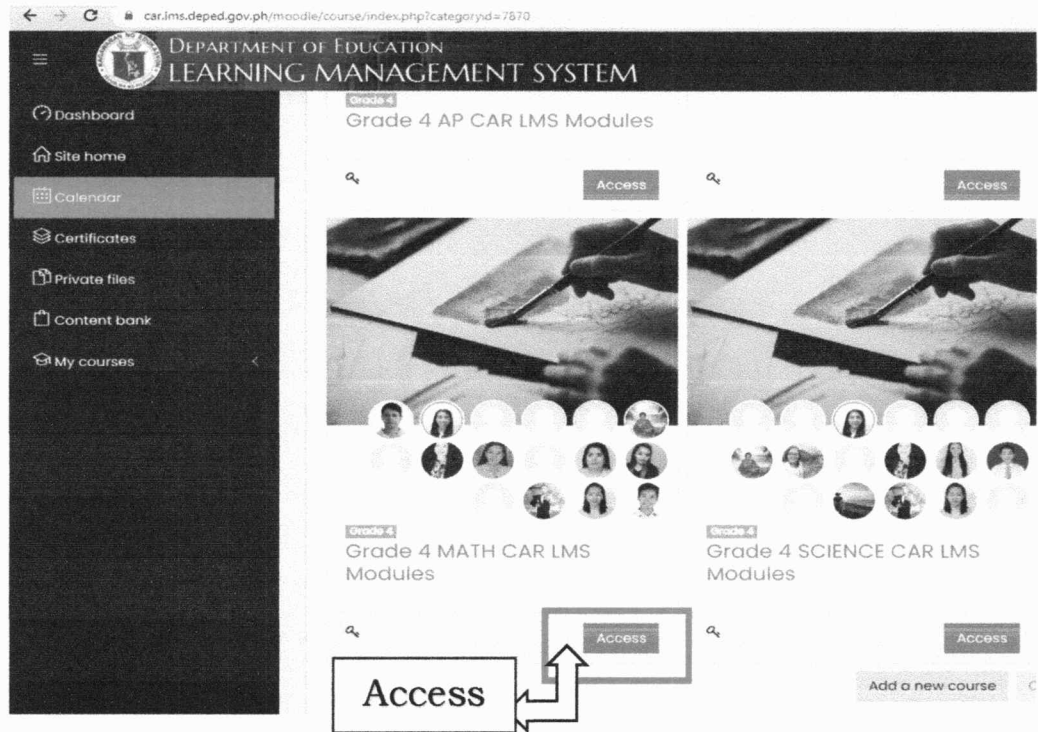 car.lms.deped.gov.ph/moodle/course/index.php?categoryid=7870
DEPARTMENT OF EDUCATION
LEARNING MANAGEMENT SYSTEM
Dashboard
Site home
Calendar
Certificates
Private files
Content bank
My courses
Grade 4
Grade 4 AP CAR LMS Modules
Access
Access
Grade 4
Grade 4 MATH CAR LMS
Modules
Grade 4
Grade 4 SCIENCE CAR LMS
Modules
Access
Access
Access
Add a new course